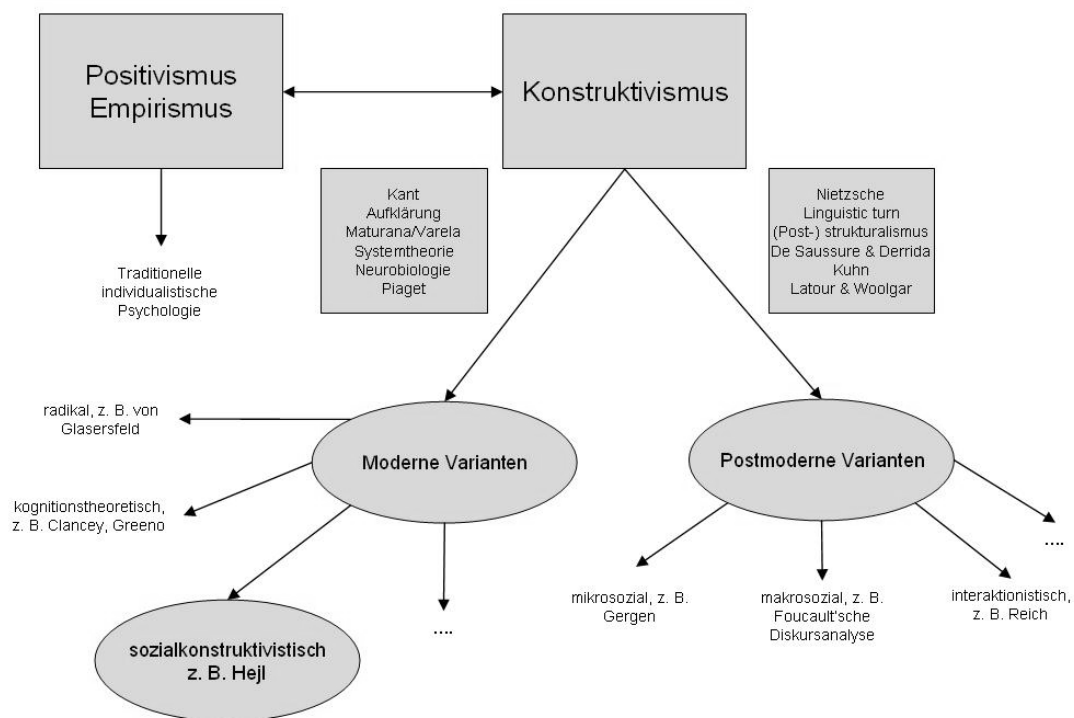 Positivismus
Empirismus
Konstruktivismus
Kant
Aufklärung
Maturana/Varela
Systemtheorie
Neurobiologie
Piaget
Nietzsche
Linguistic turn
(Post-) strukturalismus
De Saussure & Derrida
Kuhn
Latour & Woolgar
Traditionelle
individualistische
Psychologie
radikal, z. B. von
Glasersfeld
Moderne Varianten
Postmoderne Varianten
kognitionstheoretisch,
z. B. Clancey, Greeno
....
mikrosozial, z. B.
Gergen
makrosozial, z. B.
Foucault'sche
Diskursanalyse
interaktionistisch,
z. B. Reich
....
sozialkonstruktivistisch
z. B. Hejl